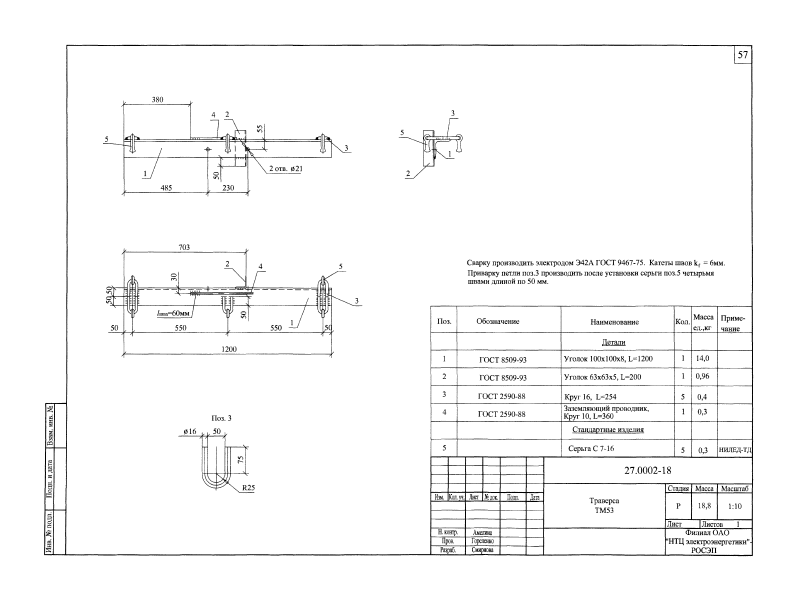 57
380
4
2
55
5
3
1
50
2 отв. ø21
485
230
3
5
1
2
703
2
4
5
30
50
50
50
lшва=60мм
1
3
50
550
550
50
1200
Сварку производить электродом Э42А ГОСТ 9467-75. Катеты швов kf = 6мм.
Приварку петли поз.3 производить после установки серьги поз.5 четырьмя
швами длиной по 50 мм.
Поз. 3
ø16
50
75
R25
Поз.
Обозначение
Наименование
Кол.
Масса ед.,кг
Приме-чание
Детали
1 ГОСТ 8509-93 Уголок 100х100х8, L=1200 1 14,0
2 ГОСТ 8509-93 Уголок 63х63х5, L=200 1 0,96
3 ГОСТ 2590-88 Круг 16, L=254 5 0,4
4 ГОСТ 2590-88 Заземляющий проводник, Круг 10, L=360 1 0,3
Стандартные изделия
5 Серьга С 7-16 5 0,3 НИЛЕД-ТД
27.0002-18
Изм. Кол. уч. Лист № док. Подп. Дата
Траверса
ТМ53
Стадия Масса Масштаб
Р 18,8 1:10
Лист Листов 1
Н. контр. Амелина
Пров. Гореленко
Разраб. Смирнова
Филиал ОАО
"НТЦ электроэнергетики"-
РОСЭП
Взам. инв. №
Подп. и дата
Инв. № подл.